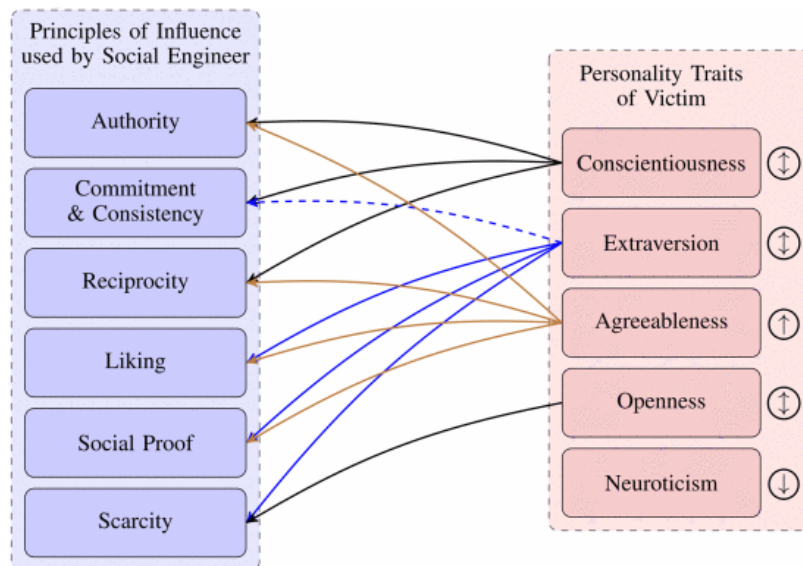 Principles of Influence
used by Social Engineer
Authority
Commitment
& Consistency
Reciprocity
Liking
Social Proof
Scarcity
Personality Traits
of Victim
Conscientiousness
↕
Extraversion
↕
Agreeableness
↑
Openness
↕
Neuroticism
↓